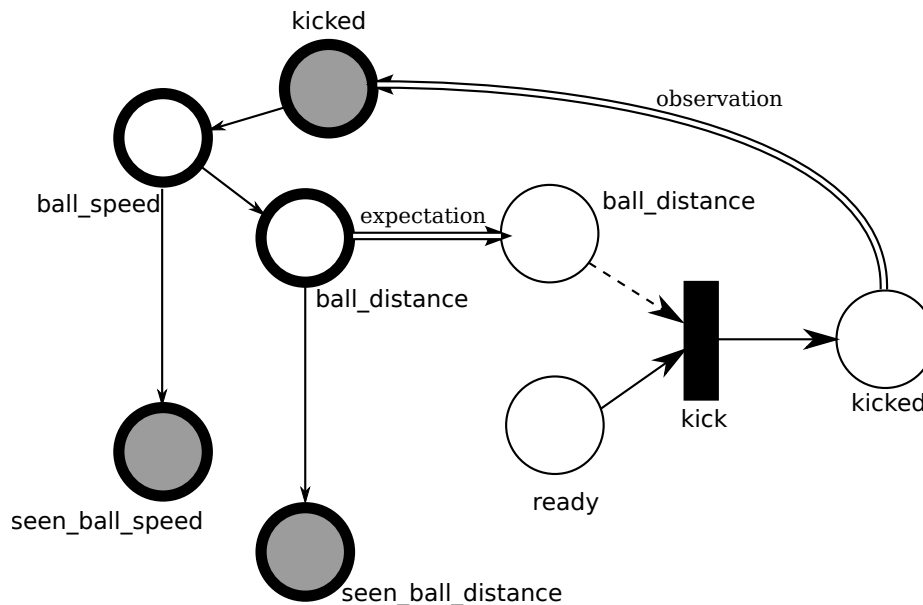 kicked
observation
ball_speed
expectation
ball_distance
ball_distance
kicked
kick
ready
seen_ball_speed
seen_ball_distance